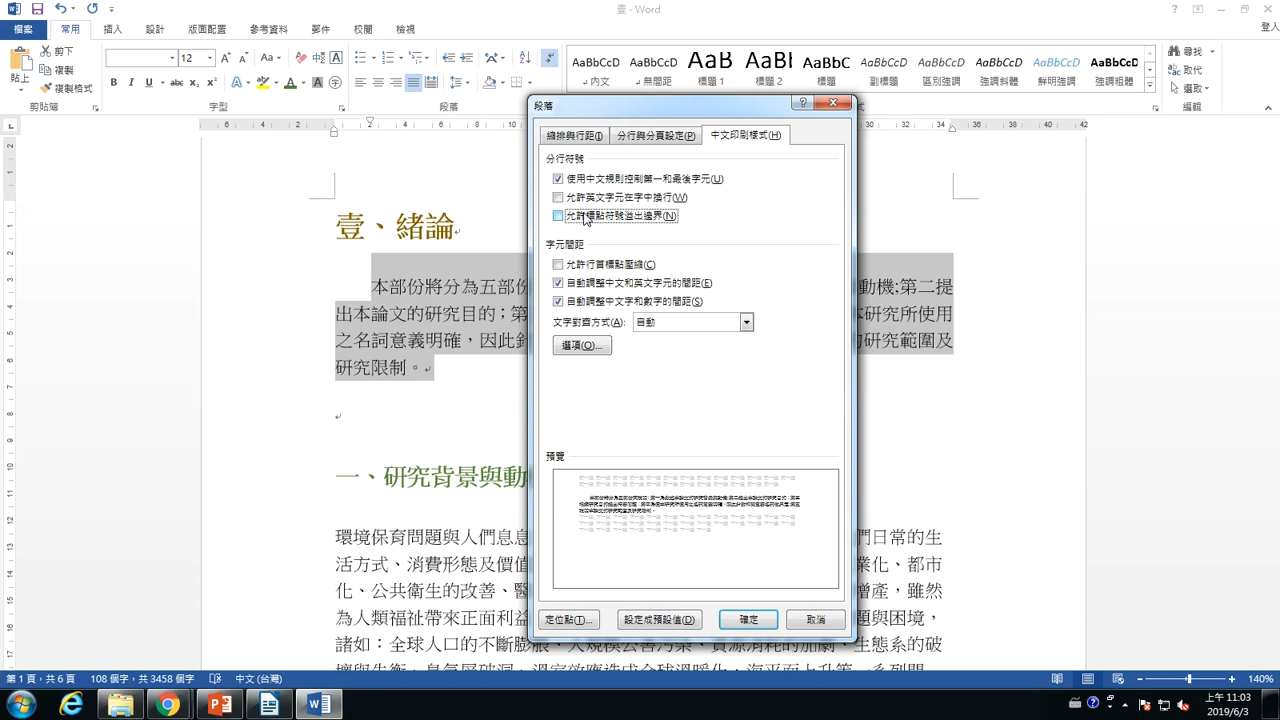 壹 - Word
登入
檔案 常用 插入 設計 版面配置 參考資料 郵件 校閱 檢視
貼上 剪下 複製 複製格式
12
AaBbCcD AaBbCcD AaB AaBl AaBbC AaBbCcD AaBbCcD AaBbCcD AaBbCcD AaBbCcD
內文 無間距 標題 1 標題 2 標題 副標題 區別強調 強調斜體 鮮明強調 強調粗體
尋找 取代 選取
剪貼簿 字型 段落 編輯
段落
縮排與行距(I) 分行與分頁設定(P) 中文印刷樣式(H)
分行符號
使用中文規則控制第一和最後字元(U)
允許英文字元在字中換行(W)
允許標點符號溢出邊界(N)
字元間距
允許行首標點壓縮(C)
自動調整中文和英文字元的間距(E)
自動調整中文字和數字的間距(S)
文字對齊方式(A): 自動
選項(O)...
預覽
定位點(T)... 設定成預設值(D) 確定 取消
壹、緒論
本部份將分為五部份 動機;第二提
出本論文的研究目的；第 本研究所使用
之名詞意義明確，因此針 的研究範圍及
研究限制。
一、研究背景與動
環境保育問題與人們息息 們日常的生
活方式、消費形態及價值 業化、都市
化、公共衛生的改善、醫 增產，雖然
為人類福祉帶來正面利益 題與困境，
諸如：全球人口的不斷膨脹、大規模公害污染、資源消耗的加劇、生態系的破
第 1 頁，共 6 頁 108 個字，共 3458 個字 中文 (台灣) 140%
上午 11:03
2019/6/3